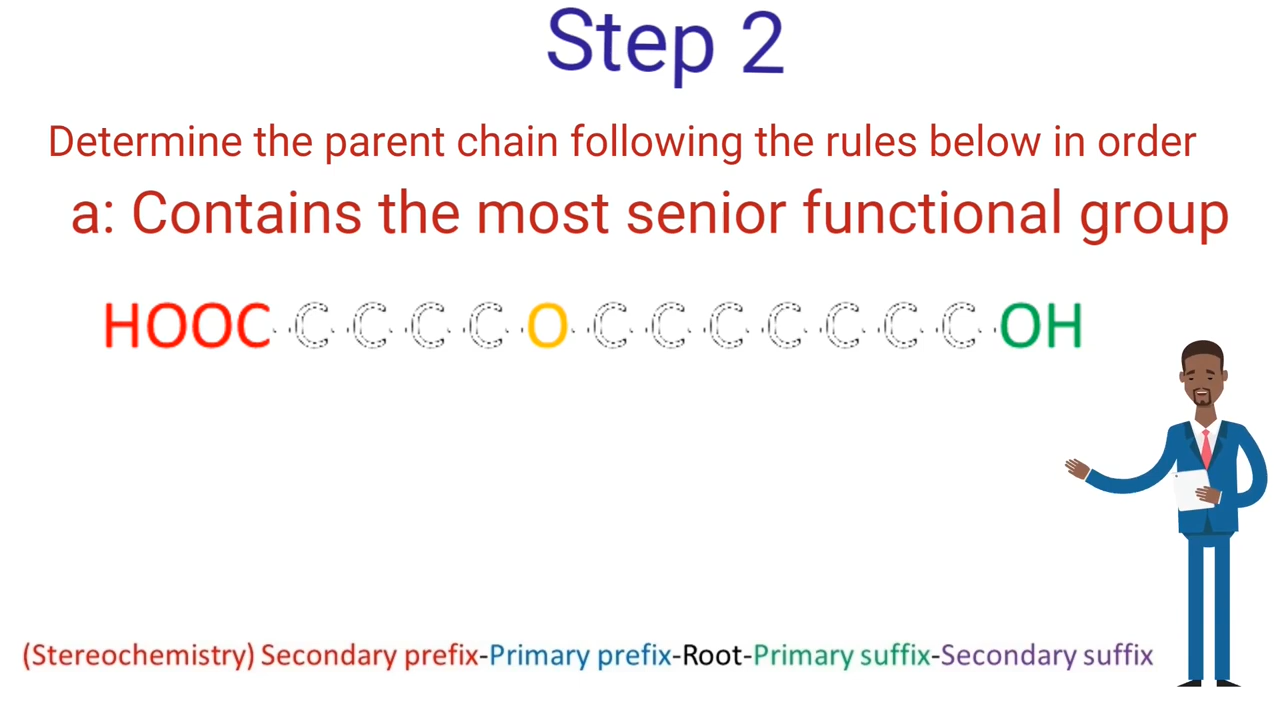 Step 2
Determine the parent chain following the rules below in order
a: Contains the most senior functional group
HOOC-C-C-C-C-O-C-C-C-C-C-C-C-OH
(Stereochemistry) Secondary prefix-Primary prefix-Root-Primary suffix-Secondary suffix